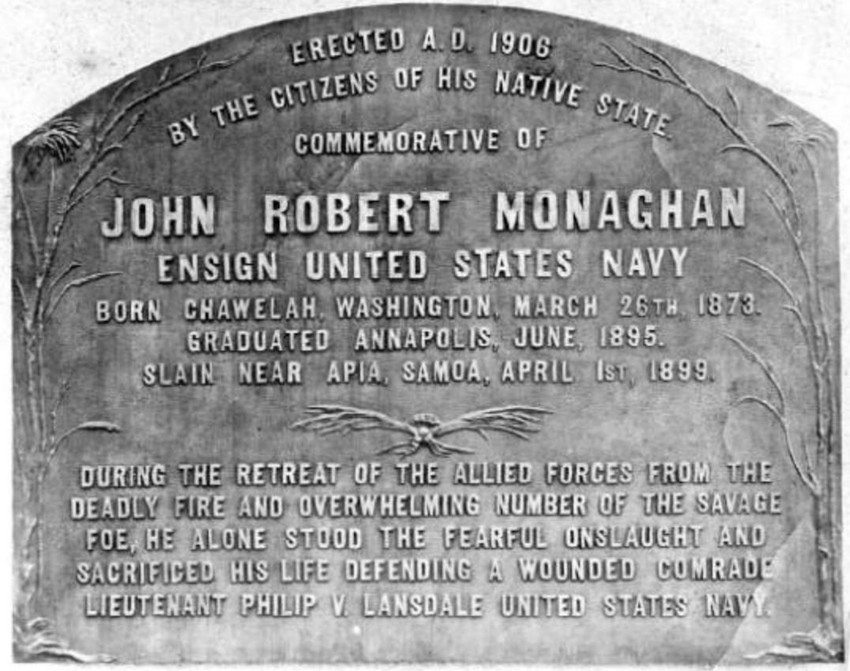 ERECTED A.D. 1906
BY THE CITIZENS OF HIS NATIVE STATE.
COMMEMORATIVE OF
JOHN ROBERT MONAGHAN
ENSIGN UNITED STATES NAVY
BORN CHAWELAH, WASHINGTON, MARCH 26TH, 1873.
GRADUATED ANNAPOLIS, JUNE, 1895.
SLAIN NEAR APIA, SAMOA, APRIL 1ST, 1899.
DURING THE RETREAT OF THE ALLIED FORCES FROM THE
DEADLY FIRE AND OVERWHELMING NUMBER OF THE SAVAGE
FOE, HE ALONE STOOD THE FEARFUL ONSLAUGHT AND
SACRIFICED HIS LIFE DEFENDING A WOUNDED COMRADE
LIEUTENANT PHILIP V. LANSDALE UNITED STATES NAVY.